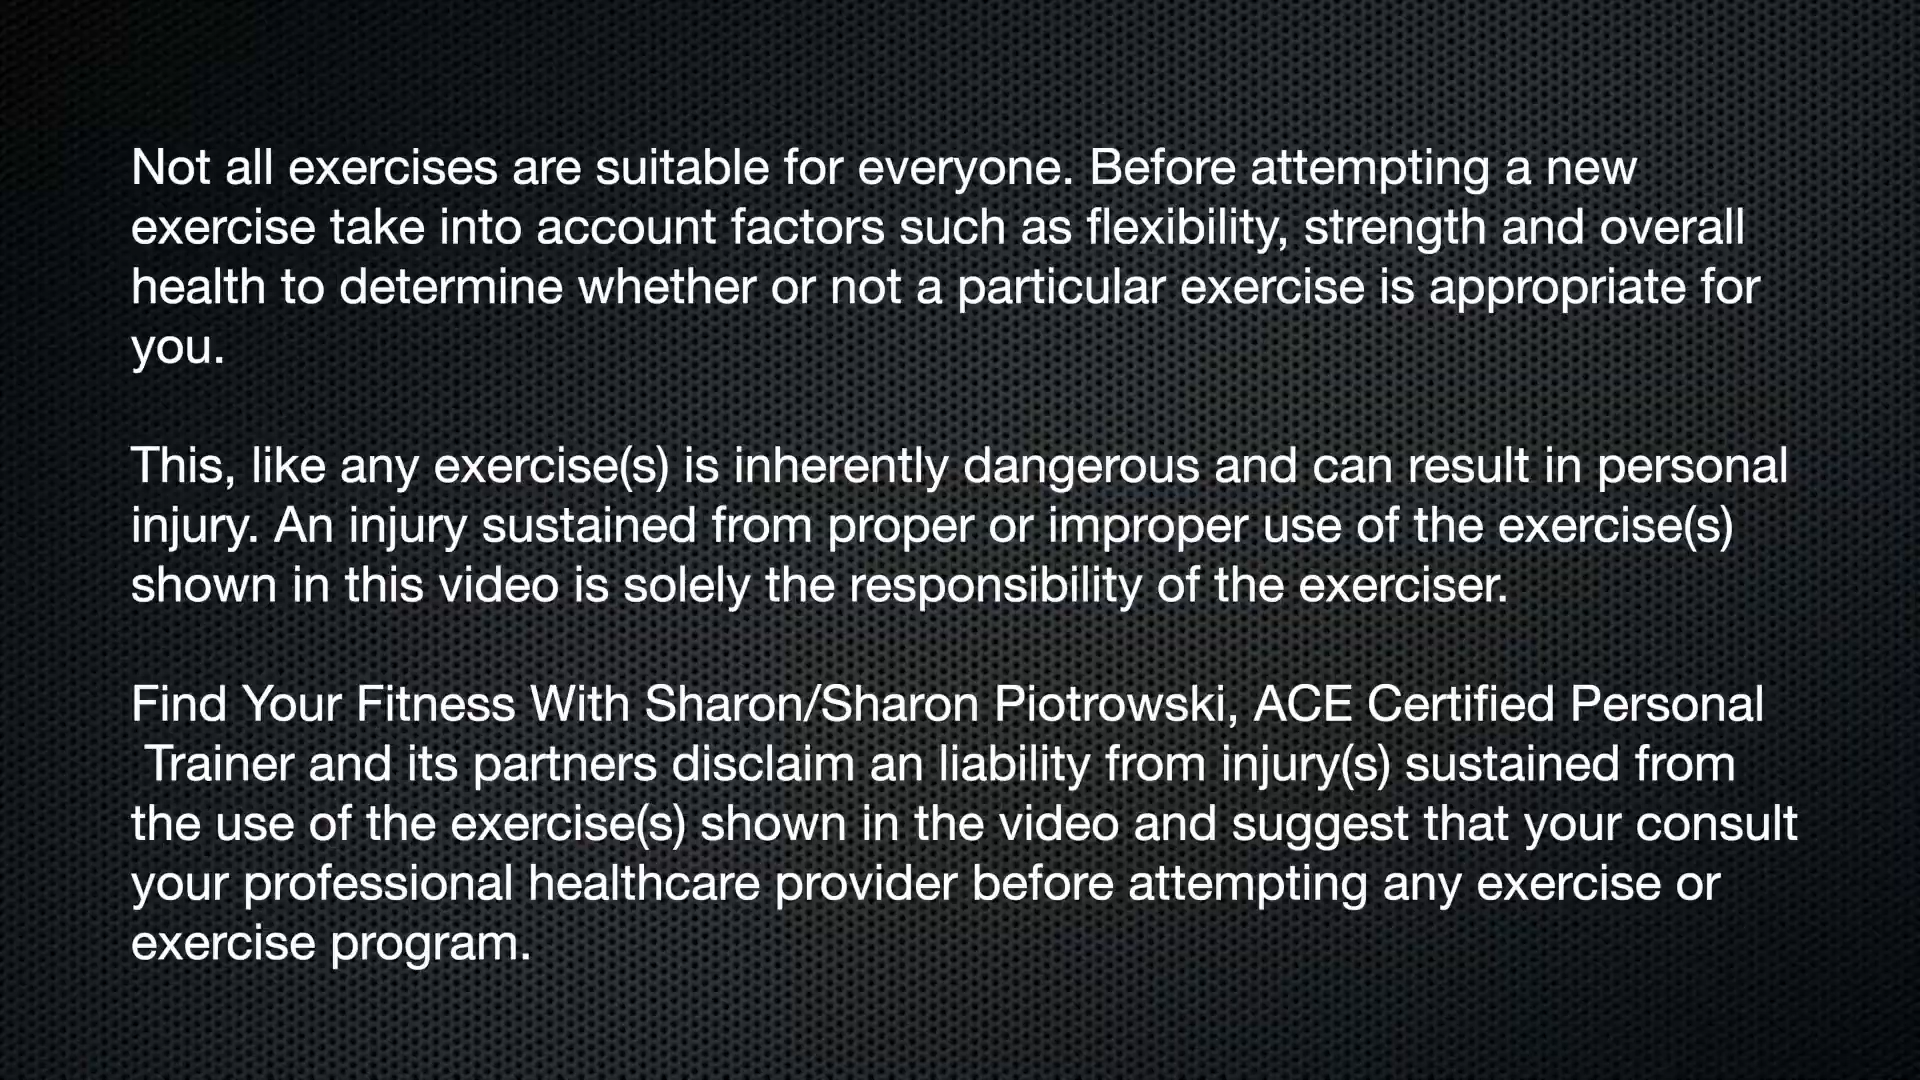 Not all exercises are suitable for everyone. Before attempting a new
exercise take into account factors such as flexibility, strength and overall
health to determine whether or not a particular exercise is appropriate for
you.
This, like any exercise(s) is inherently dangerous and can result in personal
injury. An injury sustained from proper or improper use of the exercise(s)
shown in this video is solely the responsibility of the exerciser.
Find Your Fitness With Sharon/Sharon Piotrowski, ACE Certified Personal
Trainer and its partners disclaim an liability from injury(s) sustained from
the use of the exercise(s) shown in the video and suggest that your consult
your professional healthcare provider before attempting any exercise or
exercise program.